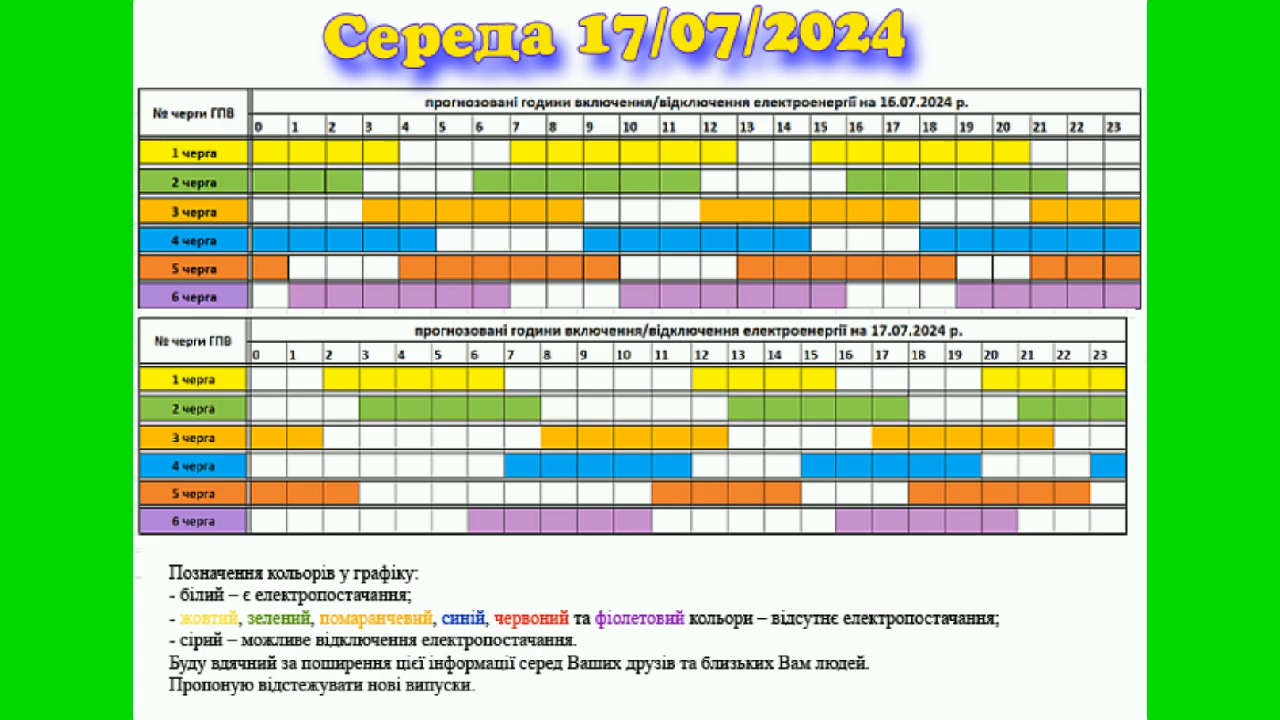 Середа 17/07/2024
№ черги ГПВ
прогнозовані години включення/відключення електроенергії на 16.07.2024 р.
0 1 2 3 4 5 6 7 8 9 10 11 12 13 14 15 16 17 18 19 20 21 22 23
1 черга
2 черга
3 черга
4 черга
5 черга
6 черга
№ черги ГПВ
прогнозовані години включення/відключення електроенергії на 17.07.2024 р.
0 1 2 3 4 5 6 7 8 9 10 11 12 13 14 15 16 17 18 19 20 21 22 23
1 черга
2 черга
3 черга
4 черга
5 черга
6 черга
Позначення кольорів у графіку:
- білий – є електропостачання;
- жовтий, зелений, помаранчевий, синій, червоний та фіолетовий кольори – відсутнє електропостачання;
- сірий – можливе відключення електропостачання.
Буду вдячний за поширення цієї інформації серед Ваших друзів та близьких Вам людей.
Пропоную відстежувати нові випуски.